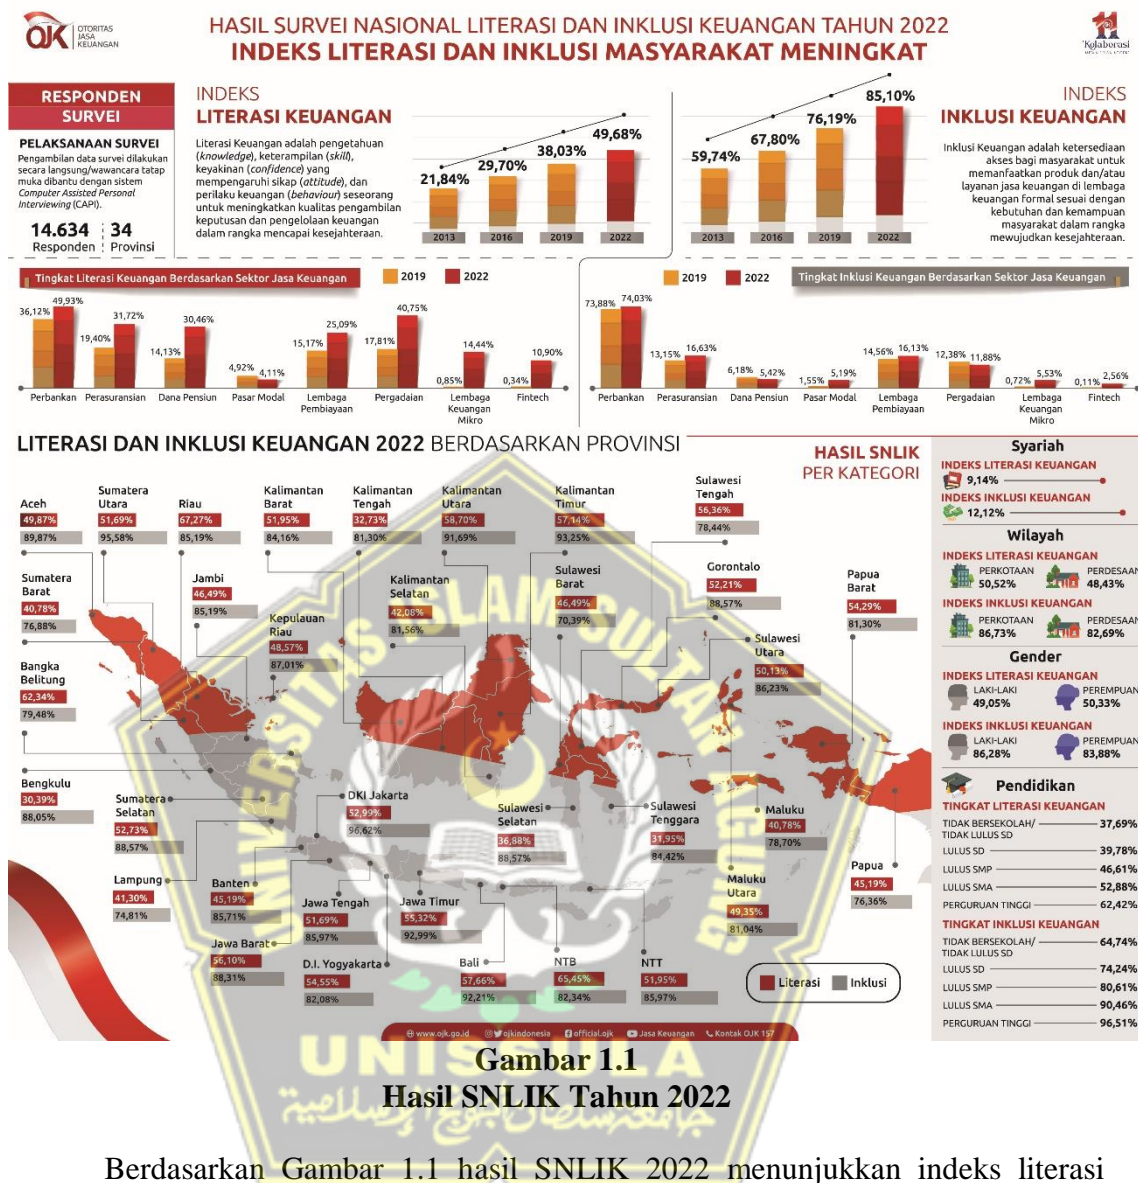 OJK
OTORITAS
JASA
KEUANGAN
HASIL SURVEI NASIONAL LITERASI DAN INKLUSI KEUANGAN TAHUN 2022
INDEKS LITERASI DAN INKLUSI MASYARAKAT MENINGKAT
11
Kolaborasi
RESPONDEN
SURVEI
PELAKSANAAN SURVEI
Pengambilan data survei dilakukan
secara langsung/wawancara tatap
muka dibantu dengan sistem
Computer Assisted Personal
Interviewing (CAPI).
14.634 34
Responden Provinsi
INDEKS
LITERASI KEUANGAN
Literasi Keuangan adalah pengetahuan
(knowledge), keterampilan (skill),
keyakinan (confidence) yang
mempengaruhi sikap (attitude), dan
perilaku keuangan (behaviour) seseorang
untuk meningkatkan kualitas pengambilan
keputusan dan pengelolaan keuangan
dalam rangka mencapai kesejahteraan.
21,84% 29,70% 38,03% 49,68%
2013 2016 2019 2022
59,74% 67,80% 76,19% 85,10%
2013 2016 2019 2022
INDEKS
INKLUSI KEUANGAN
Inklusi Keuangan adalah ketersediaan
akses bagi masyarakat untuk
memanfaatkan produk dan/atau
layanan jasa keuangan di lembaga
keuangan formal sesuai dengan
kebutuhan dan kemampuan
masyarakat dalam rangka
mewujudkan kesejahteraan.
Tingkat Literasi Keuangan Berdasarkan Sektor Jasa Keuangan
2019 2022
36,12% 49,93%
19,40% 31,72%
14,13% 30,46%
4,92% 4,11%
15,17% 25,09%
17,81% 40,75%
0,85% 14,44%
0,34% 10,90%
Perbankan Perasuransian Dana Pensiun Pasar Modal Lembaga Pergadaian Lembaga Fintech
Pembiayaan Keuangan
Mikro
2019 2022
Tingkat Inklusi Keuangan Berdasarkan Sektor Jasa Keuangan
73,88% 74,03%
13,15% 16,63%
6,18% 5,42%
1,55% 5,19%
14,56% 16,13%
12,38% 11,88%
0,72% 5,53%
0,11% 2,56%
Perbankan Perasuransian Dana Pensiun Pasar Modal Lembaga Pergadaian Lembaga Fintech
Pembiayaan Keuangan
Mikro
LITERASI DAN INKLUSI KEUANGAN 2022 BERDASARKAN PROVINSI
Aceh
49,87%
89,87%
Sumatera
Utara
51,69%
95,58%
Riau
67,27%
85,19%
Kalimantan
Barat
51,95%
84,16%
Kalimantan
Tengah
32,73%
81,30%
Kalimantan
Utara
58,70%
91,69%
Kalimantan
Timur
57,14%
93,25%
Sulawesi
Tengah
56,36%
78,44%
Sumatera
Barat
40,78%
76,88%
Jambi
46,49%
85,19%
Kepulauan
Riau
48,57%
87,01%
Kalimantan
Selatan
42,08%
81,56%
Sulawesi
Barat
46,49%
70,39%
Gorontalo
52,21%
88,57%
Papua
Barat
54,29%
81,30%
Sulawesi
Utara
50,13%
86,23%
Bangka
Belitung
62,34%
79,48%
Bengkulu
30,39%
88,05%
Sumatera
Selatan
52,73%
88,57%
DKI Jakarta
52,99%
96,62%
Sulawesi
Selatan
36,88%
88,57%
Sulawesi
Tenggara
31,95%
84,42%
Maluku
40,78%
78,70%
Lampung
41,30%
74,81%
Banten
45,19%
85,71%
Jawa Tengah
51,69%
85,97%
Jawa Timur
55,32%
92,99%
Maluku
Utara
49,35%
81,04%
Papua
45,19%
76,36%
Jawa Barat
56,10%
88,31%
D.I. Yogyakarta
54,55%
82,08%
Bali
57,66%
92,21%
NTB
65,45%
82,34%
NTT
51,95%
85,97%
Literasi Inklusi
www.ojk.go.id ojkindonesia official.ojk Jasa Keuangan Kontak OJK 157
HASIL SNLIK
PER KATEGORI
Syariah
INDEKS LITERASI KEUANGAN
9,14%
INDEKS INKLUSI KEUANGAN
12,12%
Wilayah
INDEKS LITERASI KEUANGAN
PERKOTAAN PERDESAAN
50,52% 48,43%
INDEKS INKLUSI KEUANGAN
PERKOTAAN PERDESAAN
86,73% 82,69%
Gender
INDEKS LITERASI KEUANGAN
LAKI-LAKI PEREMPUAN
49,05% 50,33%
INDEKS INKLUSI KEUANGAN
LAKI-LAKI PEREMPUAN
86,28% 83,88%
Pendidikan
TINGKAT LITERASI KEUANGAN
TIDAK BERSEKOLAH/ 37,69%
TIDAK LULUS SD
LULUS SD 39,78%
LULUS SMP 46,61%
LULUS SMA 52,88%
PERGURUAN TINGGI 62,42%
TINGKAT INKLUSI KEUANGAN
TIDAK BERSEKOLAH/ 64,74%
TIDAK LULUS SD
LULUS SD 74,24%
LULUS SMP 80,61%
LULUS SMA 90,46%
PERGURUAN TINGGI 96,51%
UNIVERSITAS ISLAM SULTAN AGUNG
UNISSULA
جامعتسلطان أجونج الإسلامية
Gambar 1.1
Hasil SNLIK Tahun 2022
Berdasarkan Gambar 1.1 hasil SNLIK 2022 menunjukkan indeks literasi